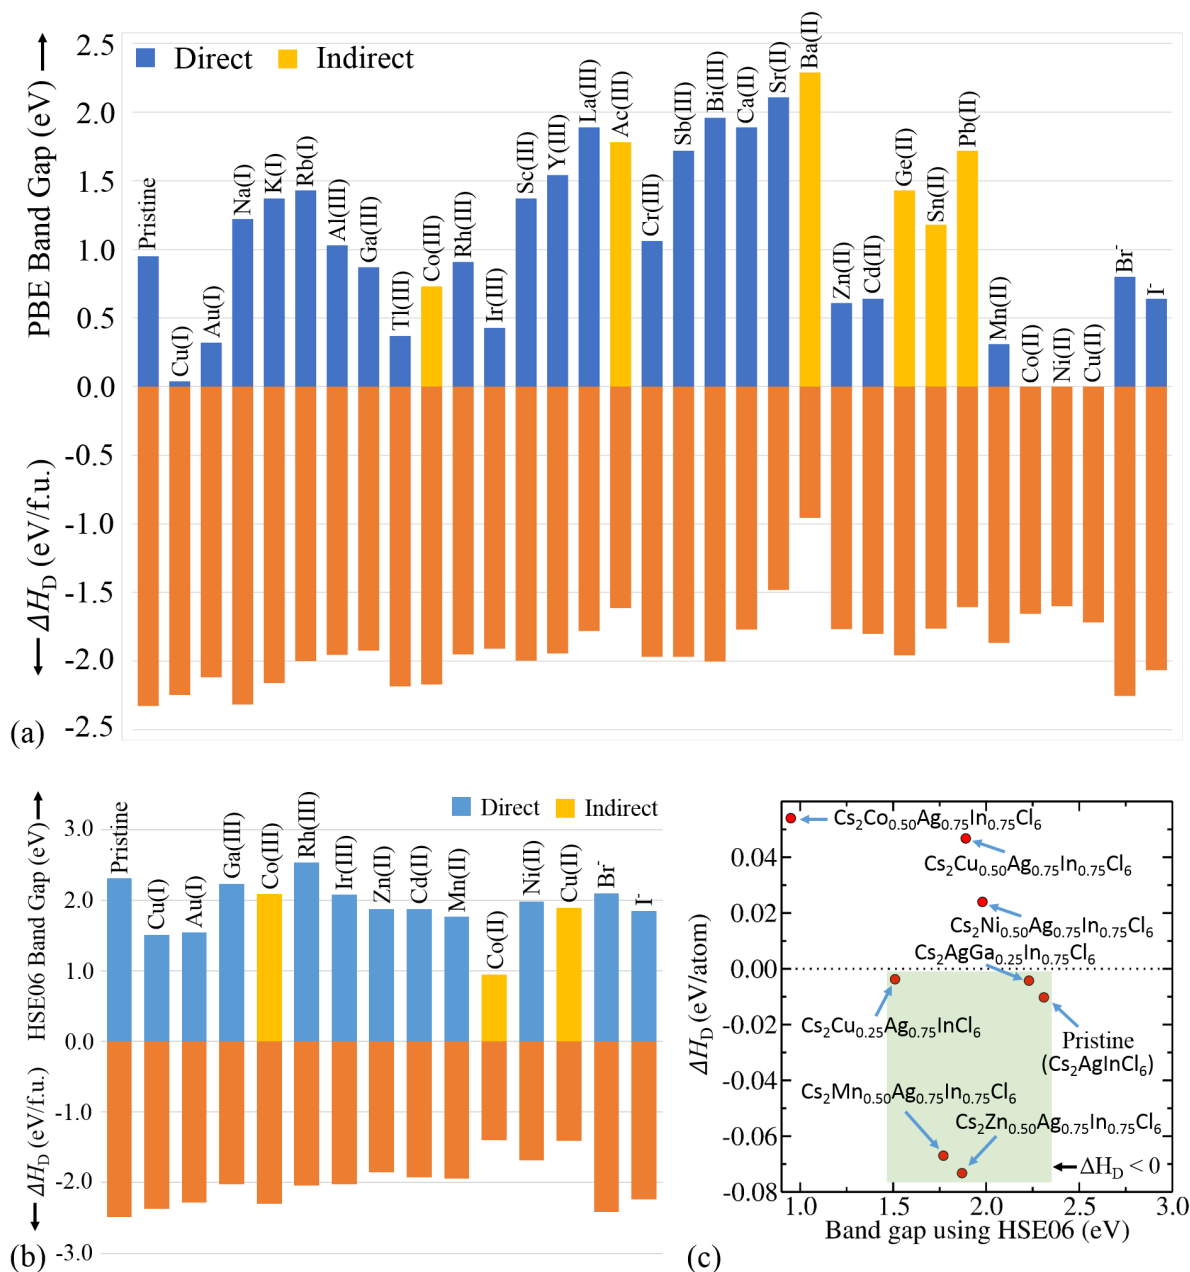 PBE Band Gap (eV) →
← ΔH_D (eV/f.u.)
2.5
2.0
1.5
1.0
0.5
0.0
-0.5
-1.0
-1.5
-2.0
-2.5
Direct Indirect
Pristine
Cu(I)
Au(I)
Na(I)
K(I)
Rb(I)
Al(III)
Ga(III)
Tl(III)
Co(III)
Rh(III)
Ir(III)
Sc(III)
Y(III)
La(III)
Ac(III)
Cr(III)
Sb(III)
Bi(III)
Ca(II)
Sr(II)
Ba(II)
Zn(II)
Cd(II)
Ge(II)
Sn(II)
Pb(II)
Mn(II)
Co(II)
Ni(II)
Cu(II)
Br⁻
I⁻
(a)
HSE06 Band Gap (eV) →
← ΔH_D (eV/f.u.)
3.0
2.0
1.0
0.0
-1.0
-2.0
-3.0
Direct Indirect
Pristine
Cu(I)
Au(I)
Ga(III)
Co(III)
Rh(III)
Ir(III)
Zn(II)
Cd(II)
Mn(II)
Co(II)
Ni(II)
Cu(II)
Br⁻
I⁻
(b)
ΔH_D (eV/atom)
0.04
0.02
0.00
-0.02
-0.04
-0.06
-0.08
Cs₂Co₀.₅₀Ag₀.₇₅In₀.₇₅Cl₆
Cs₂Cu₀.₅₀Ag₀.₇₅In₀.₇₅Cl₆
Cs₂Ni₀.₅₀Ag₀.₇₅In₀.₇₅Cl₆
Cs₂AgGa₀.₂₅In₀.₇₅Cl₆
Cs₂Cu₀.₂₅Ag₀.₇₅InCl₆
Pristine
(Cs₂AgInCl₆)
Cs₂Mn₀.₅₀Ag₀.₇₅In₀.₇₅Cl₆
Cs₂Zn₀.₅₀Ag₀.₇₅In₀.₇₅Cl₆
← ΔH_D < 0
1.0 1.5 2.0 2.5 3.0
Band gap using HSE06 (eV)
(c)